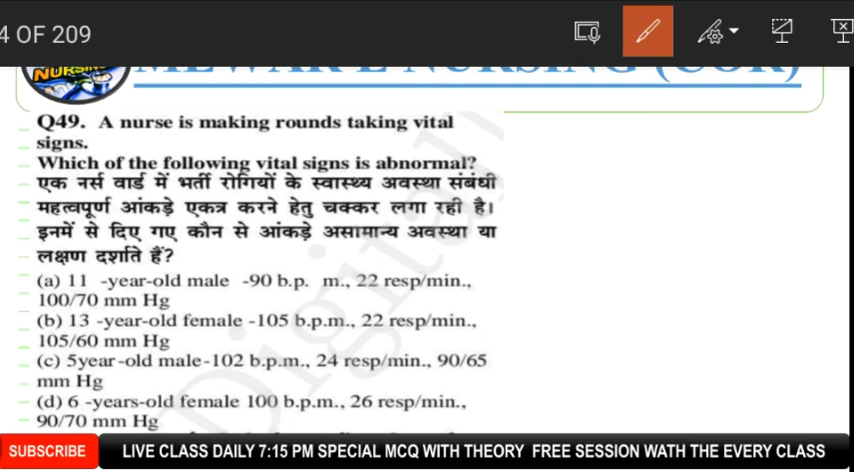 4 OF 209
NURSING
MEWAR E NURSING (UOR)
Q49. A nurse is making rounds taking vital
signs.
Which of the following vital signs is abnormal?
एक नर्स वार्ड में भर्ती रोगियों के स्वास्थ्य अवस्था संबंधी
महत्वपूर्ण आंकड़े एकत्र करने हेतु चक्कर लगा रही है।
इनमें से दिए गए कौन से आंकड़े असामान्य अवस्था या
लक्षण दर्शाते हैं?
(a) 11 -year-old male -90 b.p. m., 22 resp/min.,
100/70 mm Hg
(b) 13 -year-old female -105 b.p.m., 22 resp/min.,
105/60 mm Hg
(c) 5year-old male-102 b.p.m., 24 resp/min., 90/65
mm Hg
(d) 6 -years-old female 100 b.p.m., 26 resp/min.,
90/70 mm Hg
Digital
SUBSCRIBE LIVE CLASS DAILY 7:15 PM SPECIAL MCQ WITH THEORY FREE SESSION WATH THE EVERY CLASS